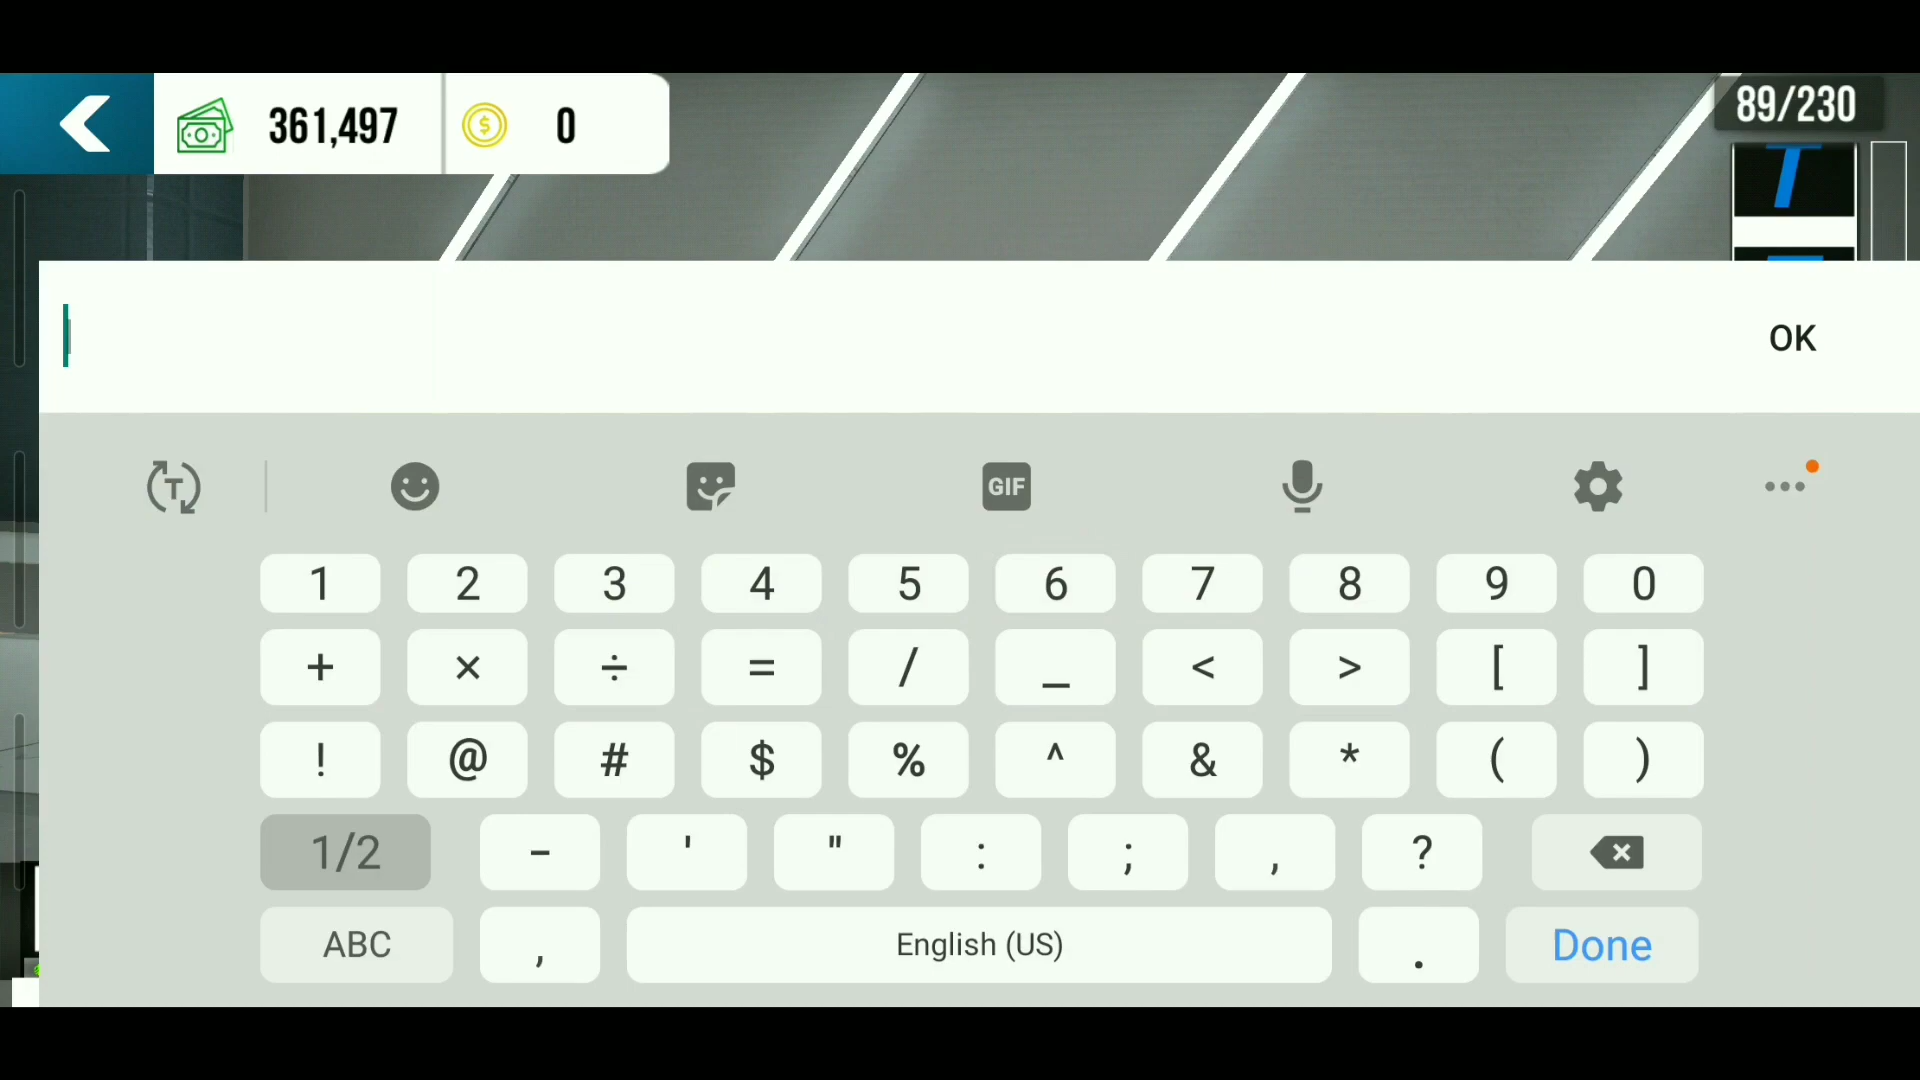 361,497 0
89/230
T
OK
T GIF
1 2 3 4 5 6 7 8 9 0
+ × ÷ = / _ < > [ ]
! @ # $ % ^ & * ( )
1/2 - ' " : ; , ?
ABC , English (US) . Done